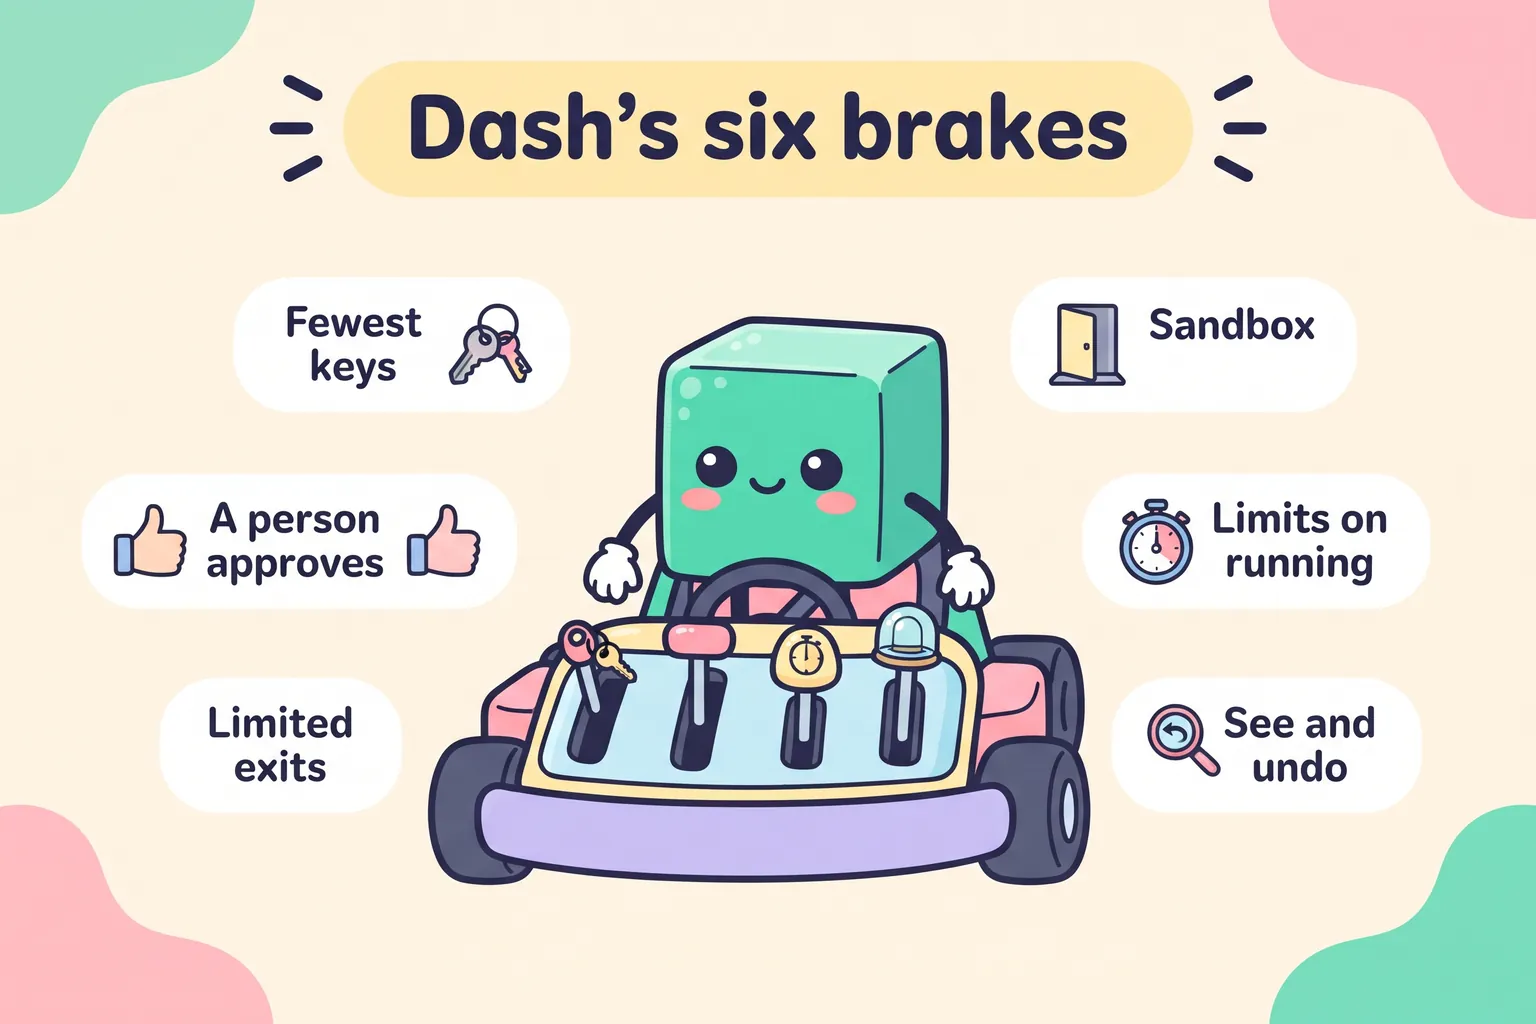 Dash’s six brakes
Fewest
keys
Sandbox
A person
approves
Limits on
running
Limited
exits
See and
undo